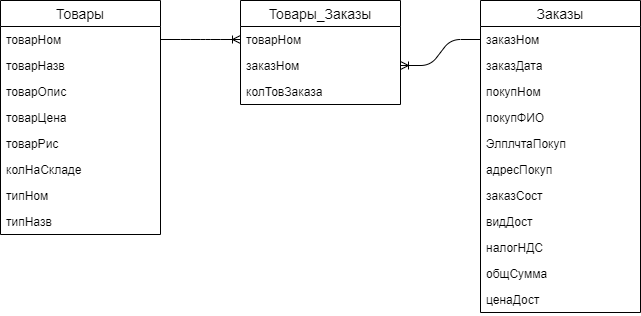 Товары
товарНом
товарНазв
товарОпис
товарЦена
товарРис
колНаСкладе
типНом
типНазв
Товары_Заказы
товарНом
заказНом
колТовЗаказа
Заказы
заказНом
заказДата
покупНом
покупФИО
ЭлплчтаПокуп
адресПокуп
заказСост
видДост
налогНДС
общСумма
ценаДост